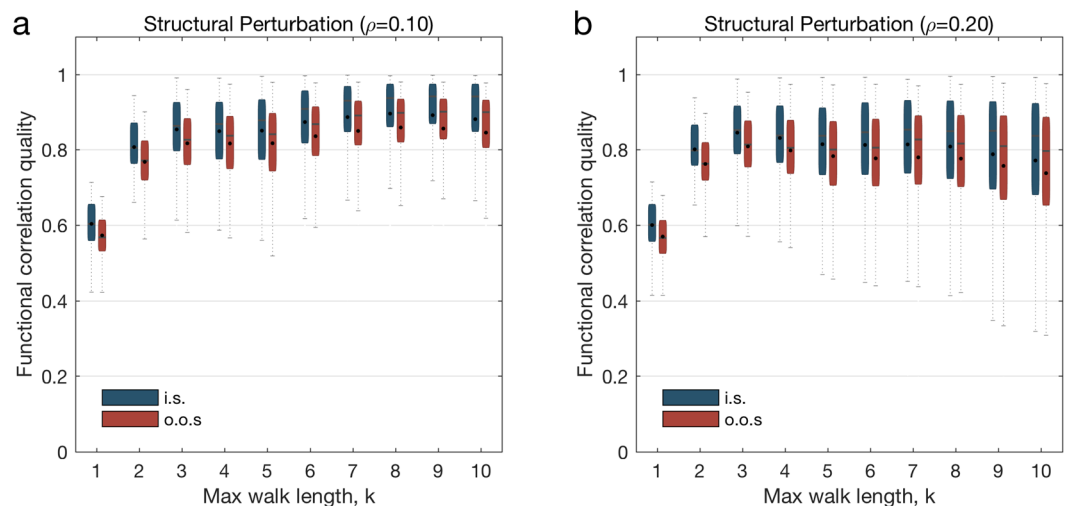 a
Structural Perturbation (ρ=0.10)
Functional correlation quality
1
0.8
0.6
0.4
0.2
0
i.s.
o.o.s
1 2 3 4 5 6 7 8 9 10
Max walk length, k
b
Structural Perturbation (ρ=0.20)
Functional correlation quality
1
0.8
0.6
0.4
0.2
0
i.s.
o.o.s
1 2 3 4 5 6 7 8 9 10
Max walk length, k